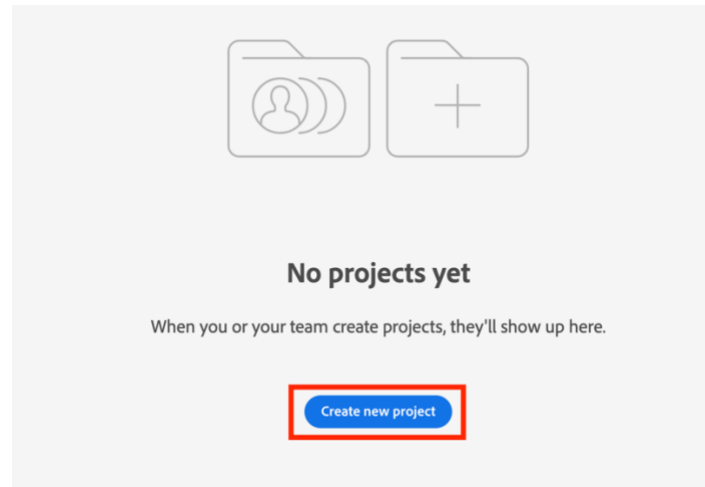 No projects yet
When you or your team create projects, they'll show up here.
Create new project